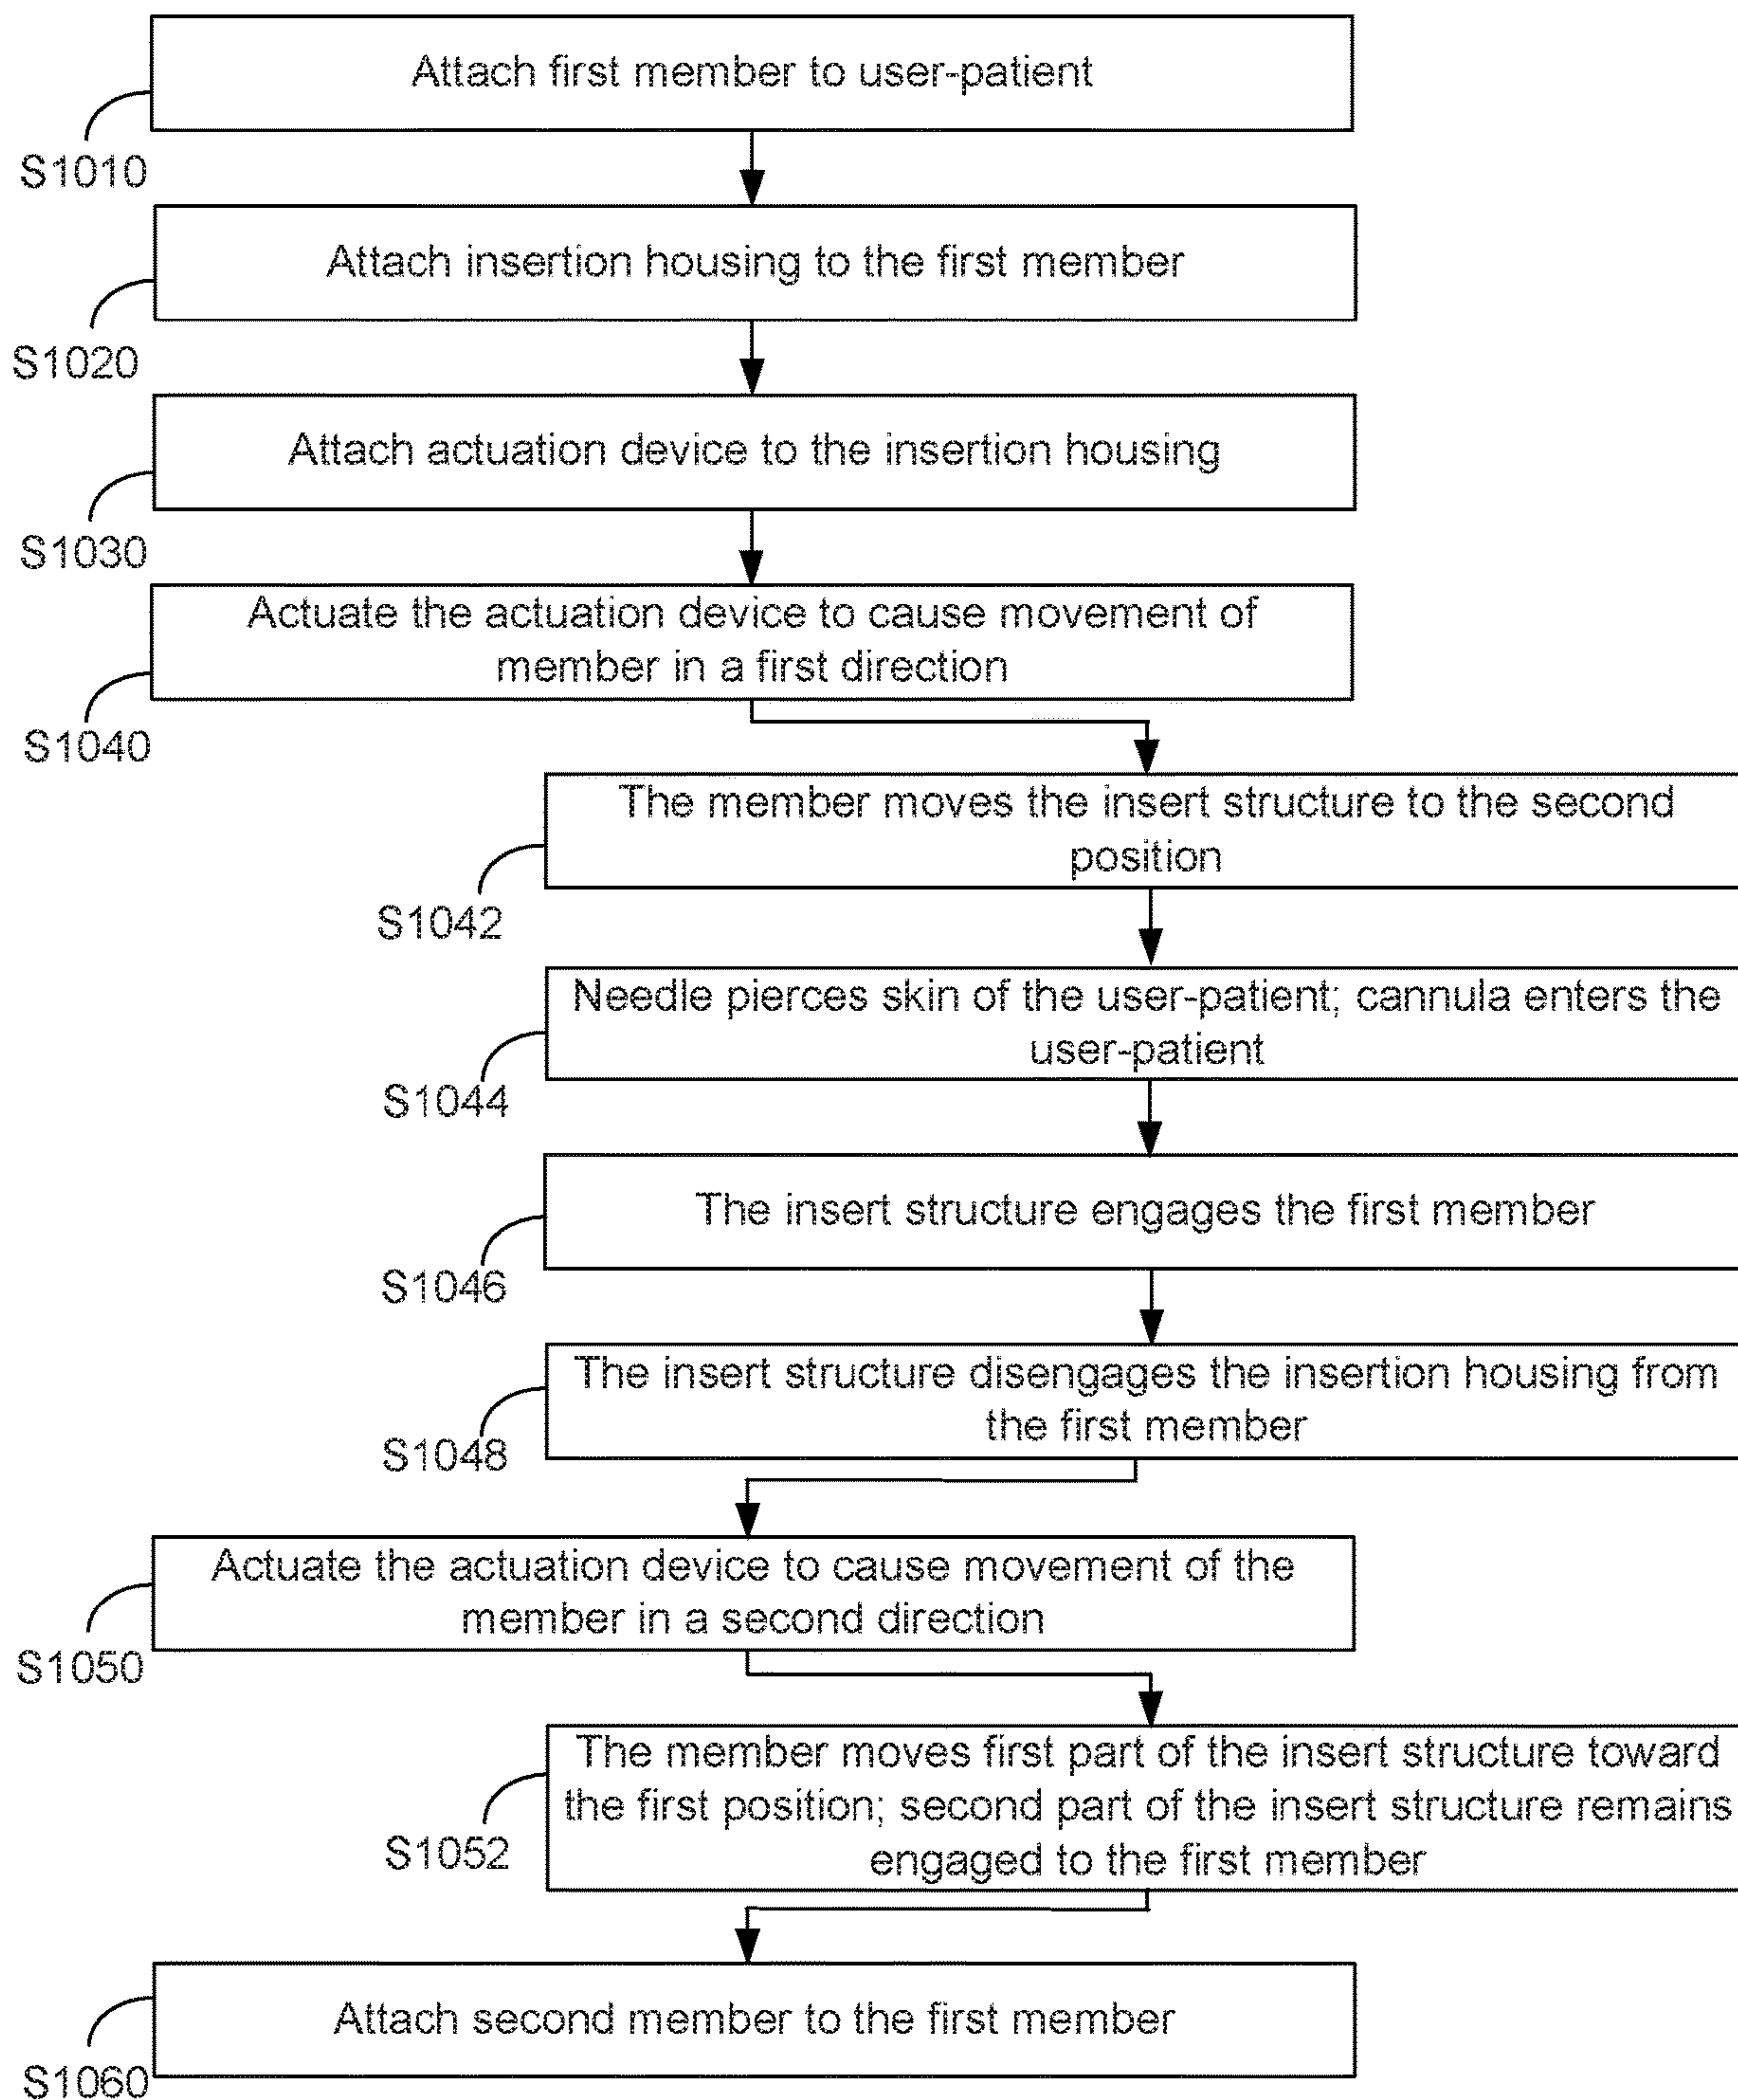 Attach first member to user-patient
S1010
Attach insertion housing to the first member
S1020
Attach actuation device to the insertion housing
S1030
Actuate the actuation device to cause movement of
member in a first direction
S1040
The member moves the insert structure to the second
position
S1042
Needle pierces skin of the user-patient; cannula enters the
user-patient
S1044
The insert structure engages the first member
S1046
The insert structure disengages the insertion housing from
the first member
S1048
Actuate the actuation device to cause movement of the
member in a second direction
S1050
The member moves first part of the insert structure toward
the first position; second part of the insert structure remains
engaged to the first member
S1052
Attach second member to the first member
S1060